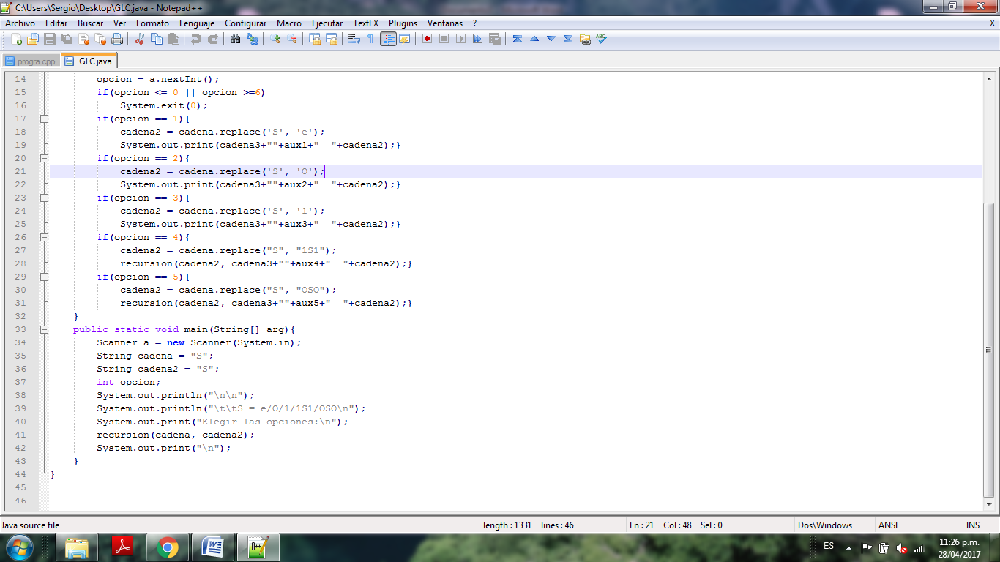 C:\Users\Sergio\Desktop\GLC.java - Notepad++
Archivo Editar Buscar Ver Formato Lenguaje Configurar Macro Ejecutar TextFX Plugins Ventanas ? X
progra.cpp GLC.java
14 opcion = a.nextInt();
15 if(opcion <= 0 || opcion >=6)
16 System.exit(0);
17 if(opcion == 1){
18 cadena2 = cadena.replace('S', 'e');
19 System.out.print(cadena3+""+aux1+"  "+cadena2);}
20 if(opcion == 2){
21 cadena2 = cadena.replace('S', 'O');
22 System.out.print(cadena3+""+aux2+"  "+cadena2);}
23 if(opcion == 3){
24 cadena2 = cadena.replace('S', '1');
25 System.out.print(cadena3+""+aux3+"  "+cadena2);}
26 if(opcion == 4){
27 cadena2 = cadena.replace("S", "1S1");
28 recursion(cadena2, cadena3+""+aux4+"  "+cadena2);}
29 if(opcion == 5){
30 cadena2 = cadena.replace("S", "OSO");
31 recursion(cadena2, cadena3+""+aux5+"  "+cadena2);}
32 }
33 public static void main(String[] arg){
34 Scanner a = new Scanner(System.in);
35 String cadena = "S";
36 String cadena2 = "S";
37 int opcion;
38 System.out.println("\n\n");
39 System.out.println("\t\tS = e/O/1/1S1/OSO\n");
40 System.out.print("Elegir las opciones:\n");
41 recursion(cadena, cadena2);
42 System.out.print("\n");
43 }
44 }
45
46
Java source file length : 1331 lines : 46 Ln : 21 Col : 48 Sel : 0 Dos\Windows ANSI INS
ES 11:26 p.m.
28/04/2017